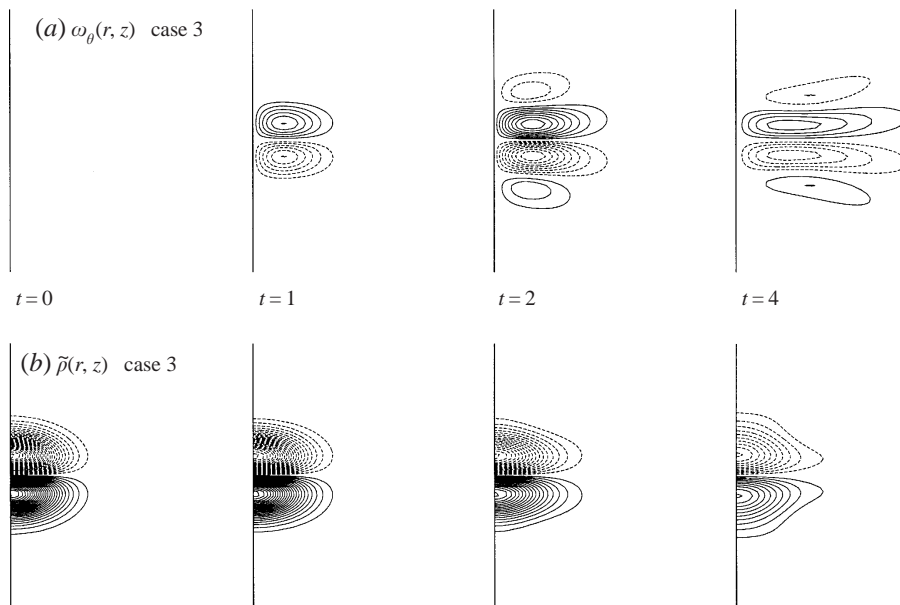 (a) ω_θ(r, z) case 3
t = 0
t = 1
t = 2
t = 4
(b) ρ̃(r, z) case 3